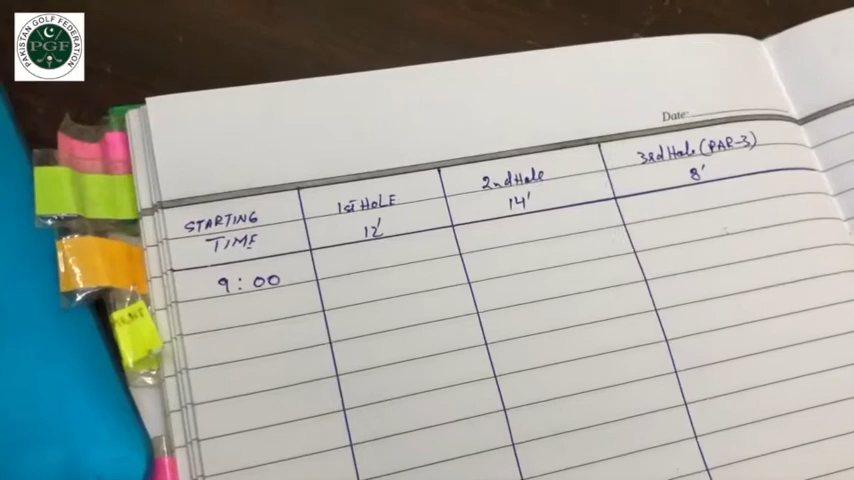 PAKISTAN GOLF FEDERATION
PGF
Date:
STARTING TIME
1st HOLE
12'
2nd Hole
14'
3rd Hole (PAR-3)
8'
9:00